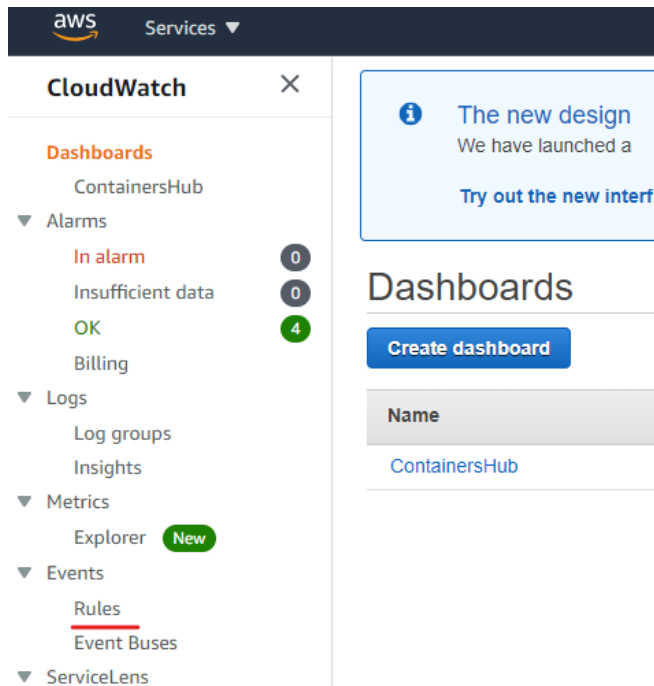 aws
Services ▼
CloudWatch
Dashboards
ContainersHub
Alarms
In alarm 0
Insufficient data 0
OK 4
Billing
Logs
Log groups
Insights
Metrics
Explorer New
Events
Rules
Event Buses
ServiceLens
The new design
We have launched a
Try out the new interf
Dashboards
Create dashboard
Name
ContainersHub